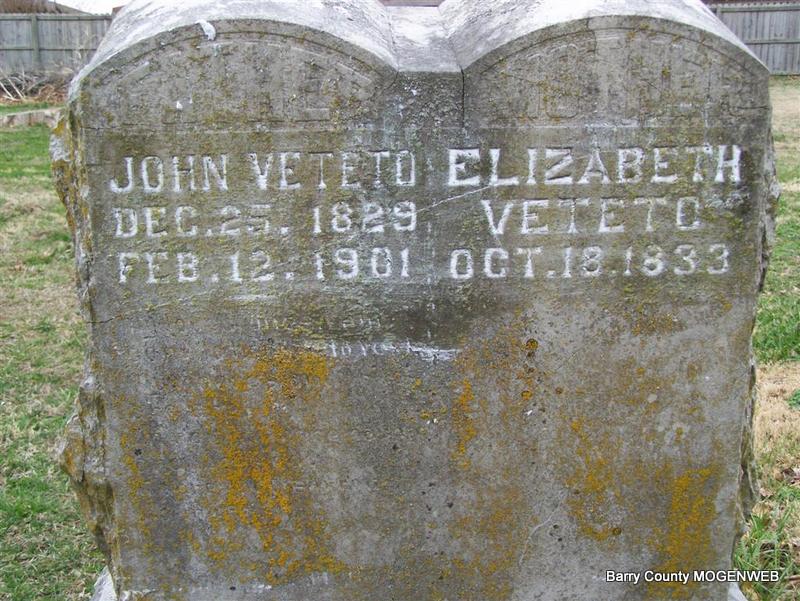 JOHN VETETO
DEC. 25. 1829
FEB. 12. 1901
ELIZABETH
VETETO
OCT. 18. 1833
Barry County MOGENWEB